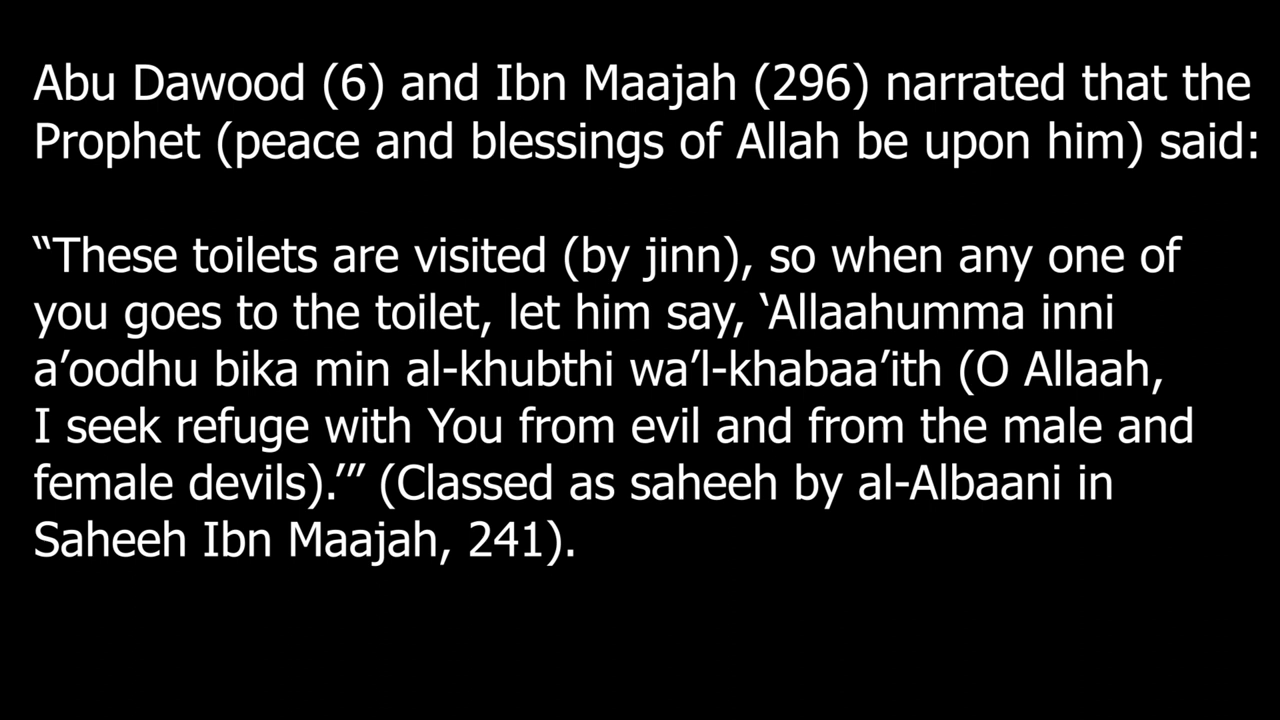 Abu Dawood (6) and Ibn Maajah (296) narrated that the
Prophet (peace and blessings of Allah be upon him) said:
“These toilets are visited (by jinn), so when any one of
you goes to the toilet, let him say, ‘Allaahumma inni
a’oodhu bika min al-khubthi wa’l-khabaa’ith (O Allaah,
I seek refuge with You from evil and from the male and
female devils).’” (Classed as saheeh by al-Albaani in
Saheeh Ibn Maajah, 241).